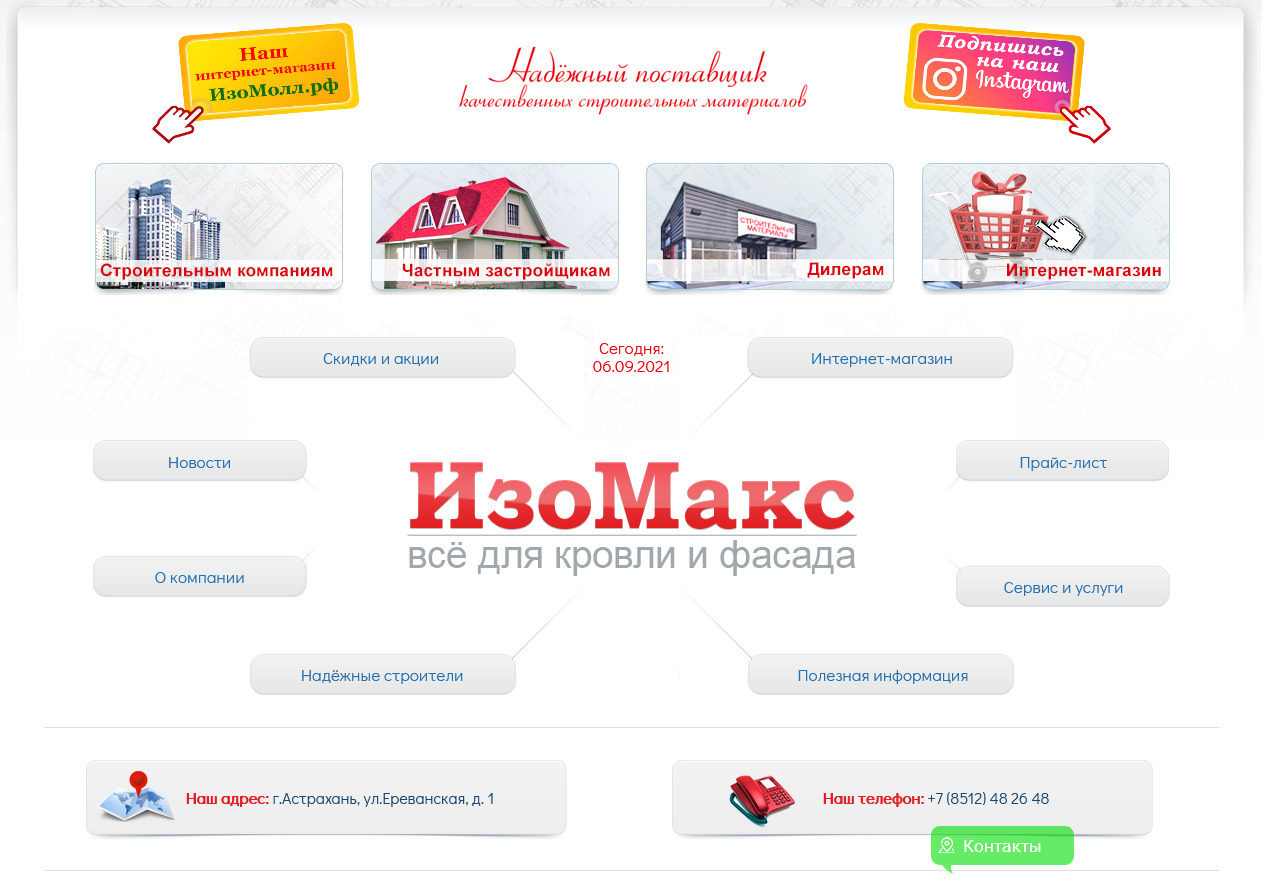 Наш
интернет-магазин
ИзоМолл.рф
Надёжный поставщик
качественных строительных материалов
Подпишись
на наш
Instagram
Строительным компаниям
Частным застройщикам
СТРОИТЕЛЬНЫЕ
МАТЕРИАЛЫ
Дилерам
Интернет-магазин
Скидки и акции
Сегодня:
06.09.2021
Интернет-магазин
Новости
Прайс-лист
ИзоМакс
всё для кровли и фасада
О компании
Сервис и услуги
Надёжные строители
Полезная информация
Наш адрес: г.Астрахань, ул.Ереванская, д. 1
Наш телефон: +7 (8512) 48 26 48
Контакты